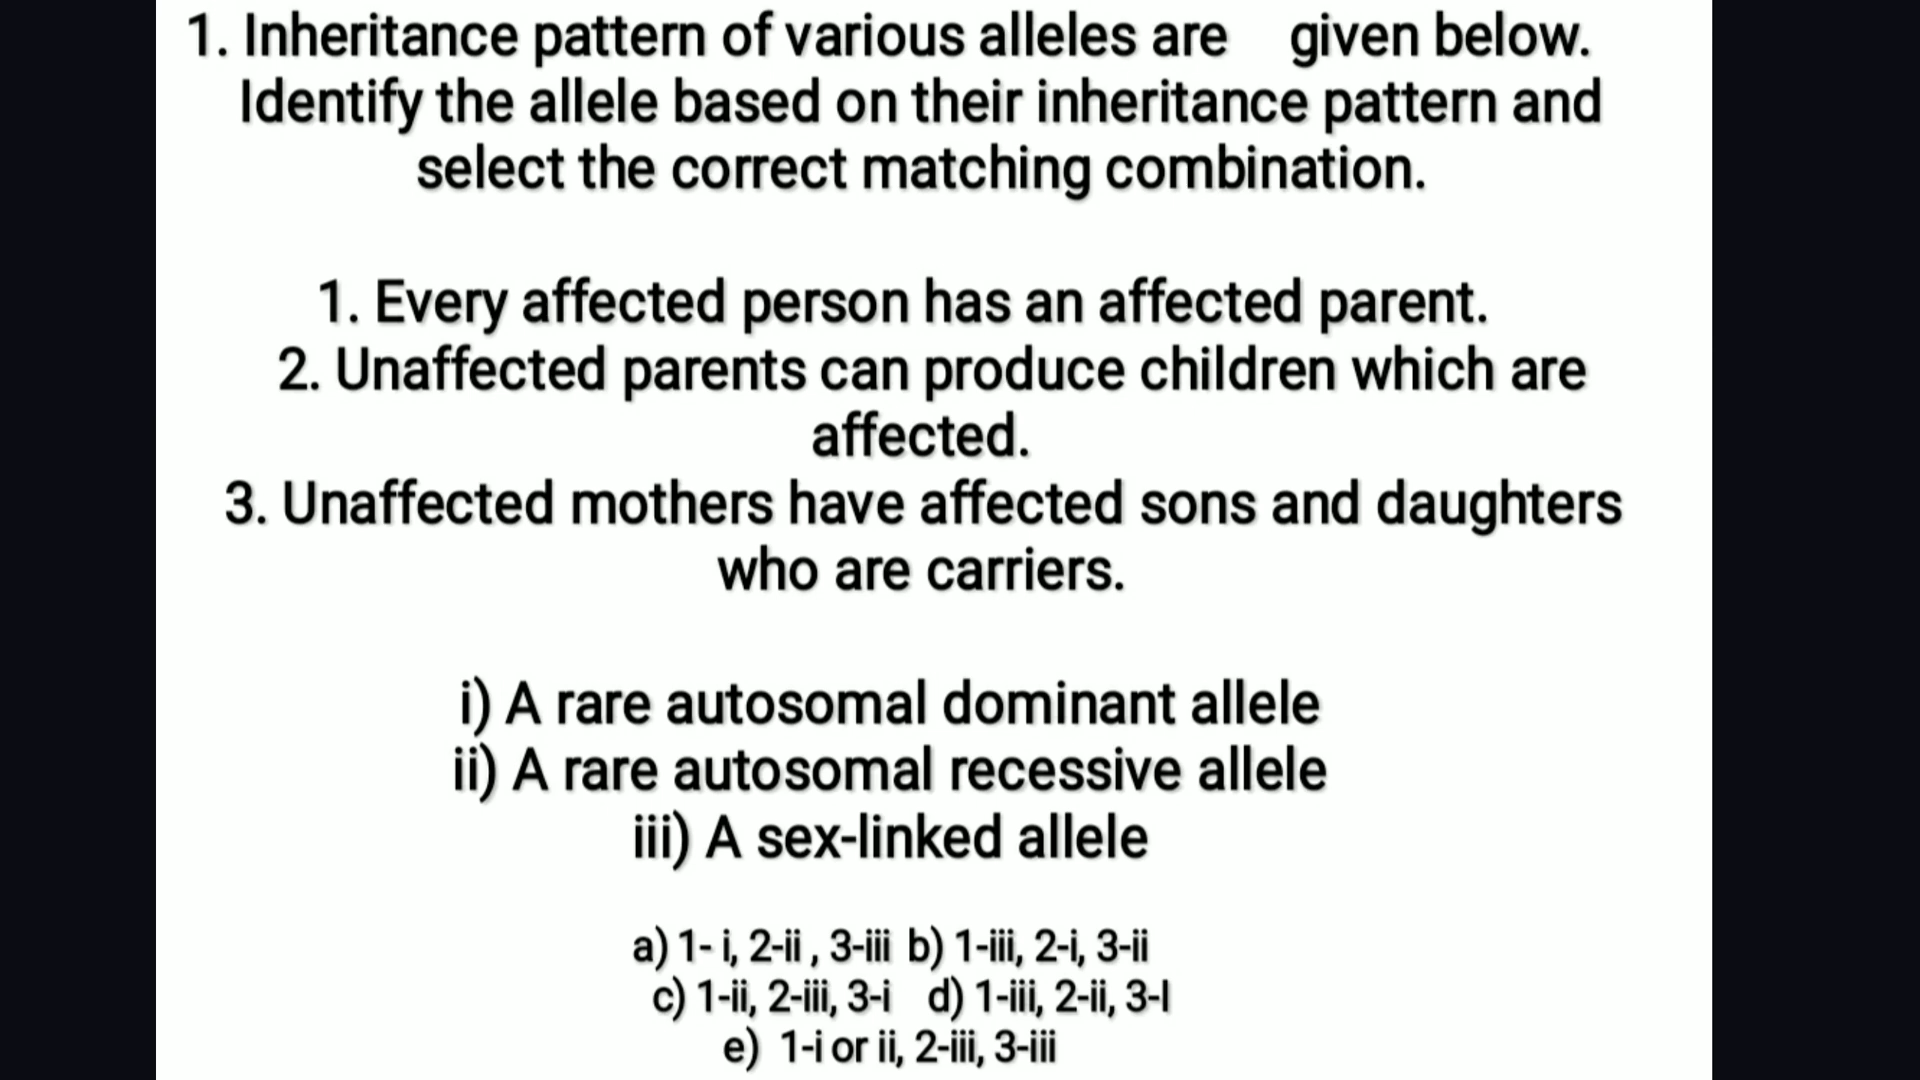 1. Inheritance pattern of various alleles are given below.
Identify the allele based on their inheritance pattern and
select the correct matching combination.
1. Every affected person has an affected parent.
2. Unaffected parents can produce children which are
affected.
3. Unaffected mothers have affected sons and daughters
who are carriers.
i) A rare autosomal dominant allele
ii) A rare autosomal recessive allele
iii) A sex-linked allele
a) 1- i, 2-ii , 3-iii b) 1-iii, 2-i, 3-ii
c) 1-ii, 2-iii, 3-i d) 1-iii, 2-ii, 3-I
e) 1-i or ii, 2-iii, 3-iii